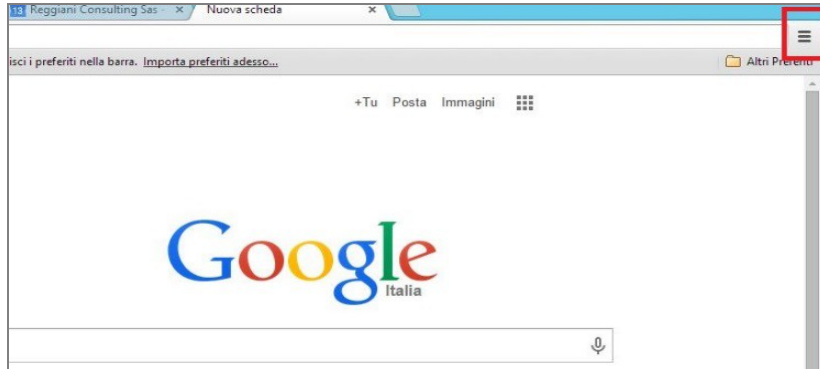 13 Reggiani Consulting Sas - × Nuova scheda ×
isci i preferiti nella barra. Importa preferiti adesso... Altri Preferiti
+Tu Posta Immagini
Google
Italia